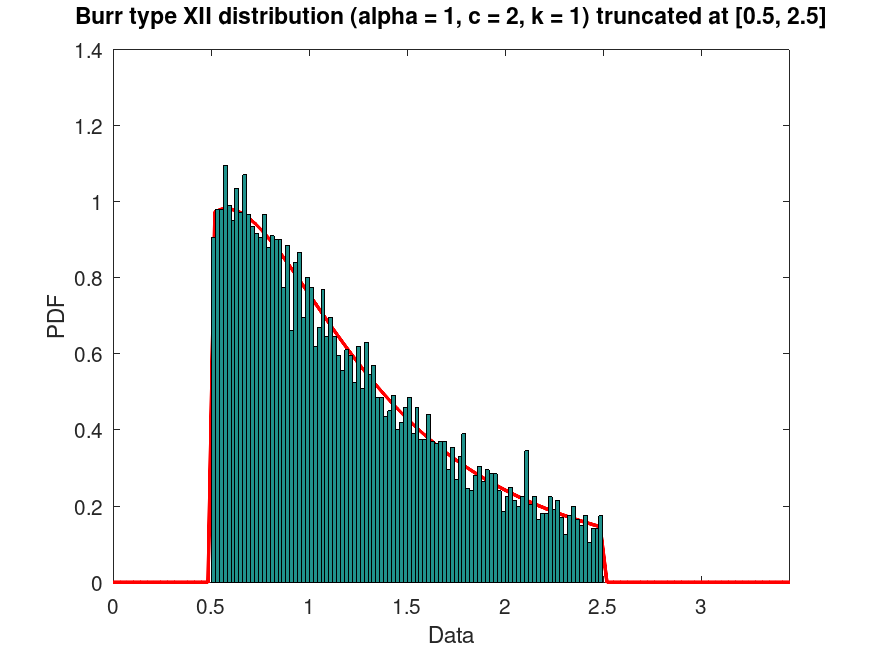 Burr type XII distribution (alpha = 1, c = 2, k = 1) truncated at [0.5, 2.5]
1.4
1.2
1
0.8
0.6
0.4
0.2
0
PDF
0 0.5 1 1.5 2 2.5 3
Data